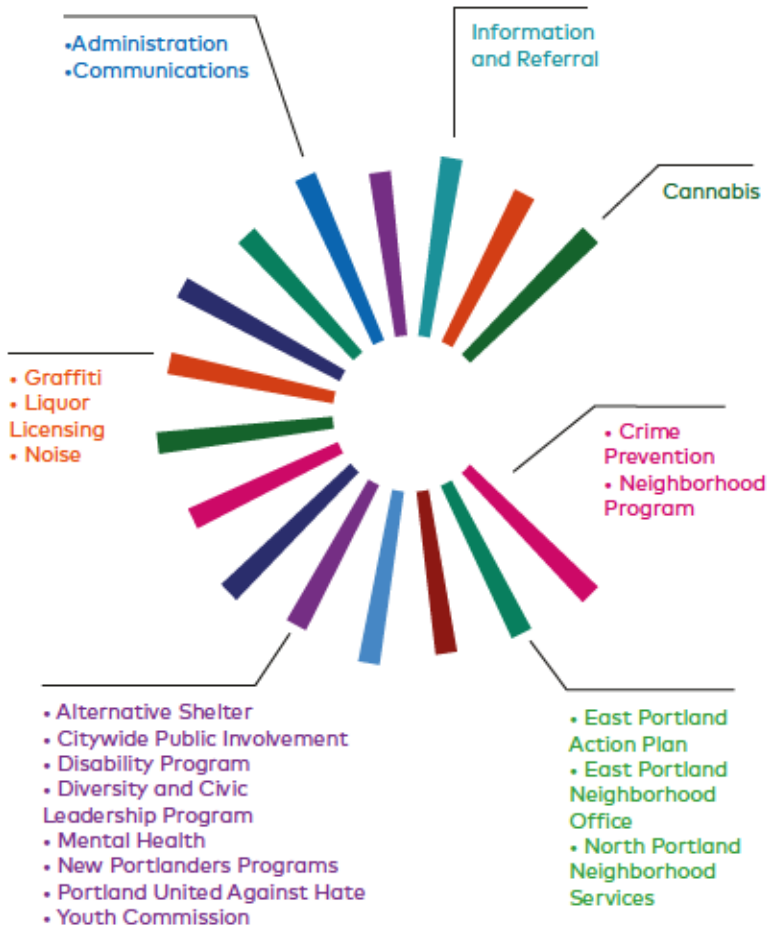 •Administration
•Communications
Information
and Referral
Cannabis
• Graffiti
• Liquor
Licensing
• Noise
• Crime
Prevention
• Neighborhood
Program
• Alternative Shelter
• Citywide Public Involvement
• Disability Program
• Diversity and Civic
Leadership Program
• Mental Health
• New Portlanders Programs
• Portland United Against Hate
• Youth Commission
• East Portland
Action Plan
• East Portland
Neighborhood
Office
• North Portland
Neighborhood
Services